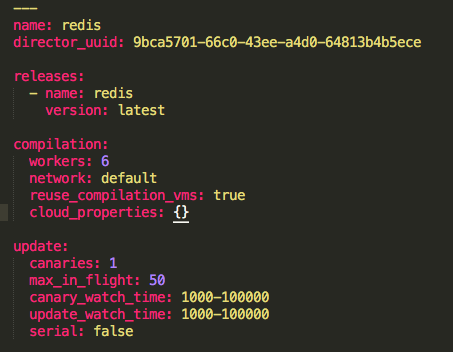 ---
name: redis
director_uuid: 9bca5701-66c0-43ee-a4d0-64813b4b5ece
releases:
- name: redis
version: latest
compilation:
workers: 6
network: default
reuse_compilation_vms: true
cloud_properties: {}
update:
canaries: 1
max_in_flight: 50
canary_watch_time: 1000-100000
update_watch_time: 1000-100000
serial: false